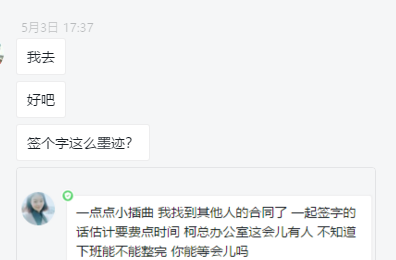 5月3日 17:37
我去
好吧
签个字这么墨迹?
一点点小插曲 我找到其他人的合同了 一起签字的
话估计要费点时间 柯总办公室这会儿有人 不知道
下班能不能整完 你能等会儿吗